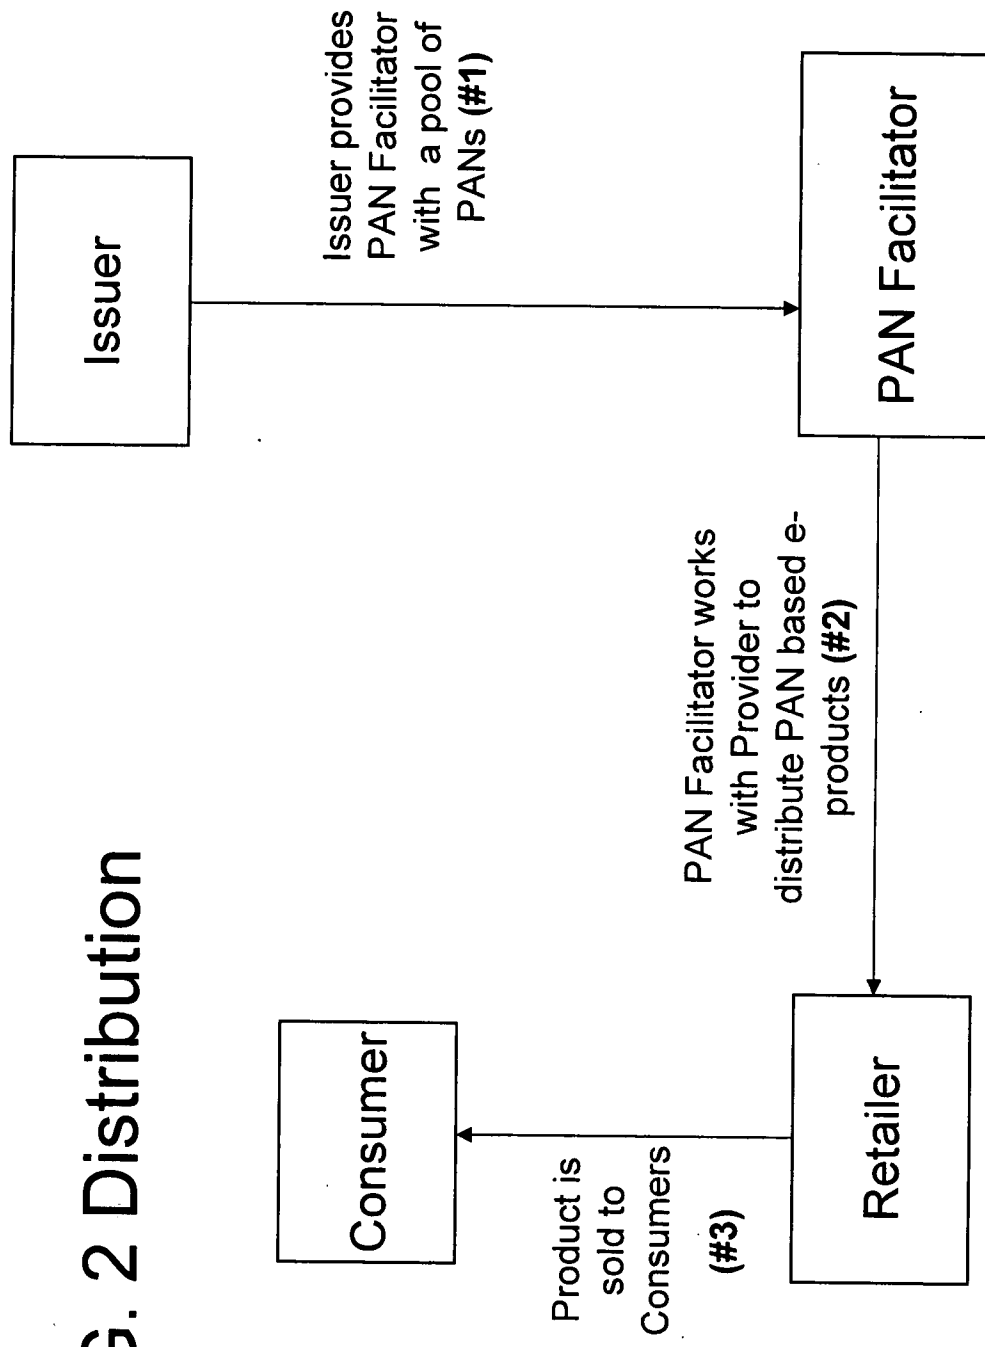 G. 2 Distribution
Consumer
Product is
sold to
Consumers
(#3)
Retailer
PAN Facilitator works
with Provider to
distribute PAN based e-
products (#2)
Issuer
Issuer provides
PAN Facilitator
with a pool of
PANs (#1)
PAN Facilitator